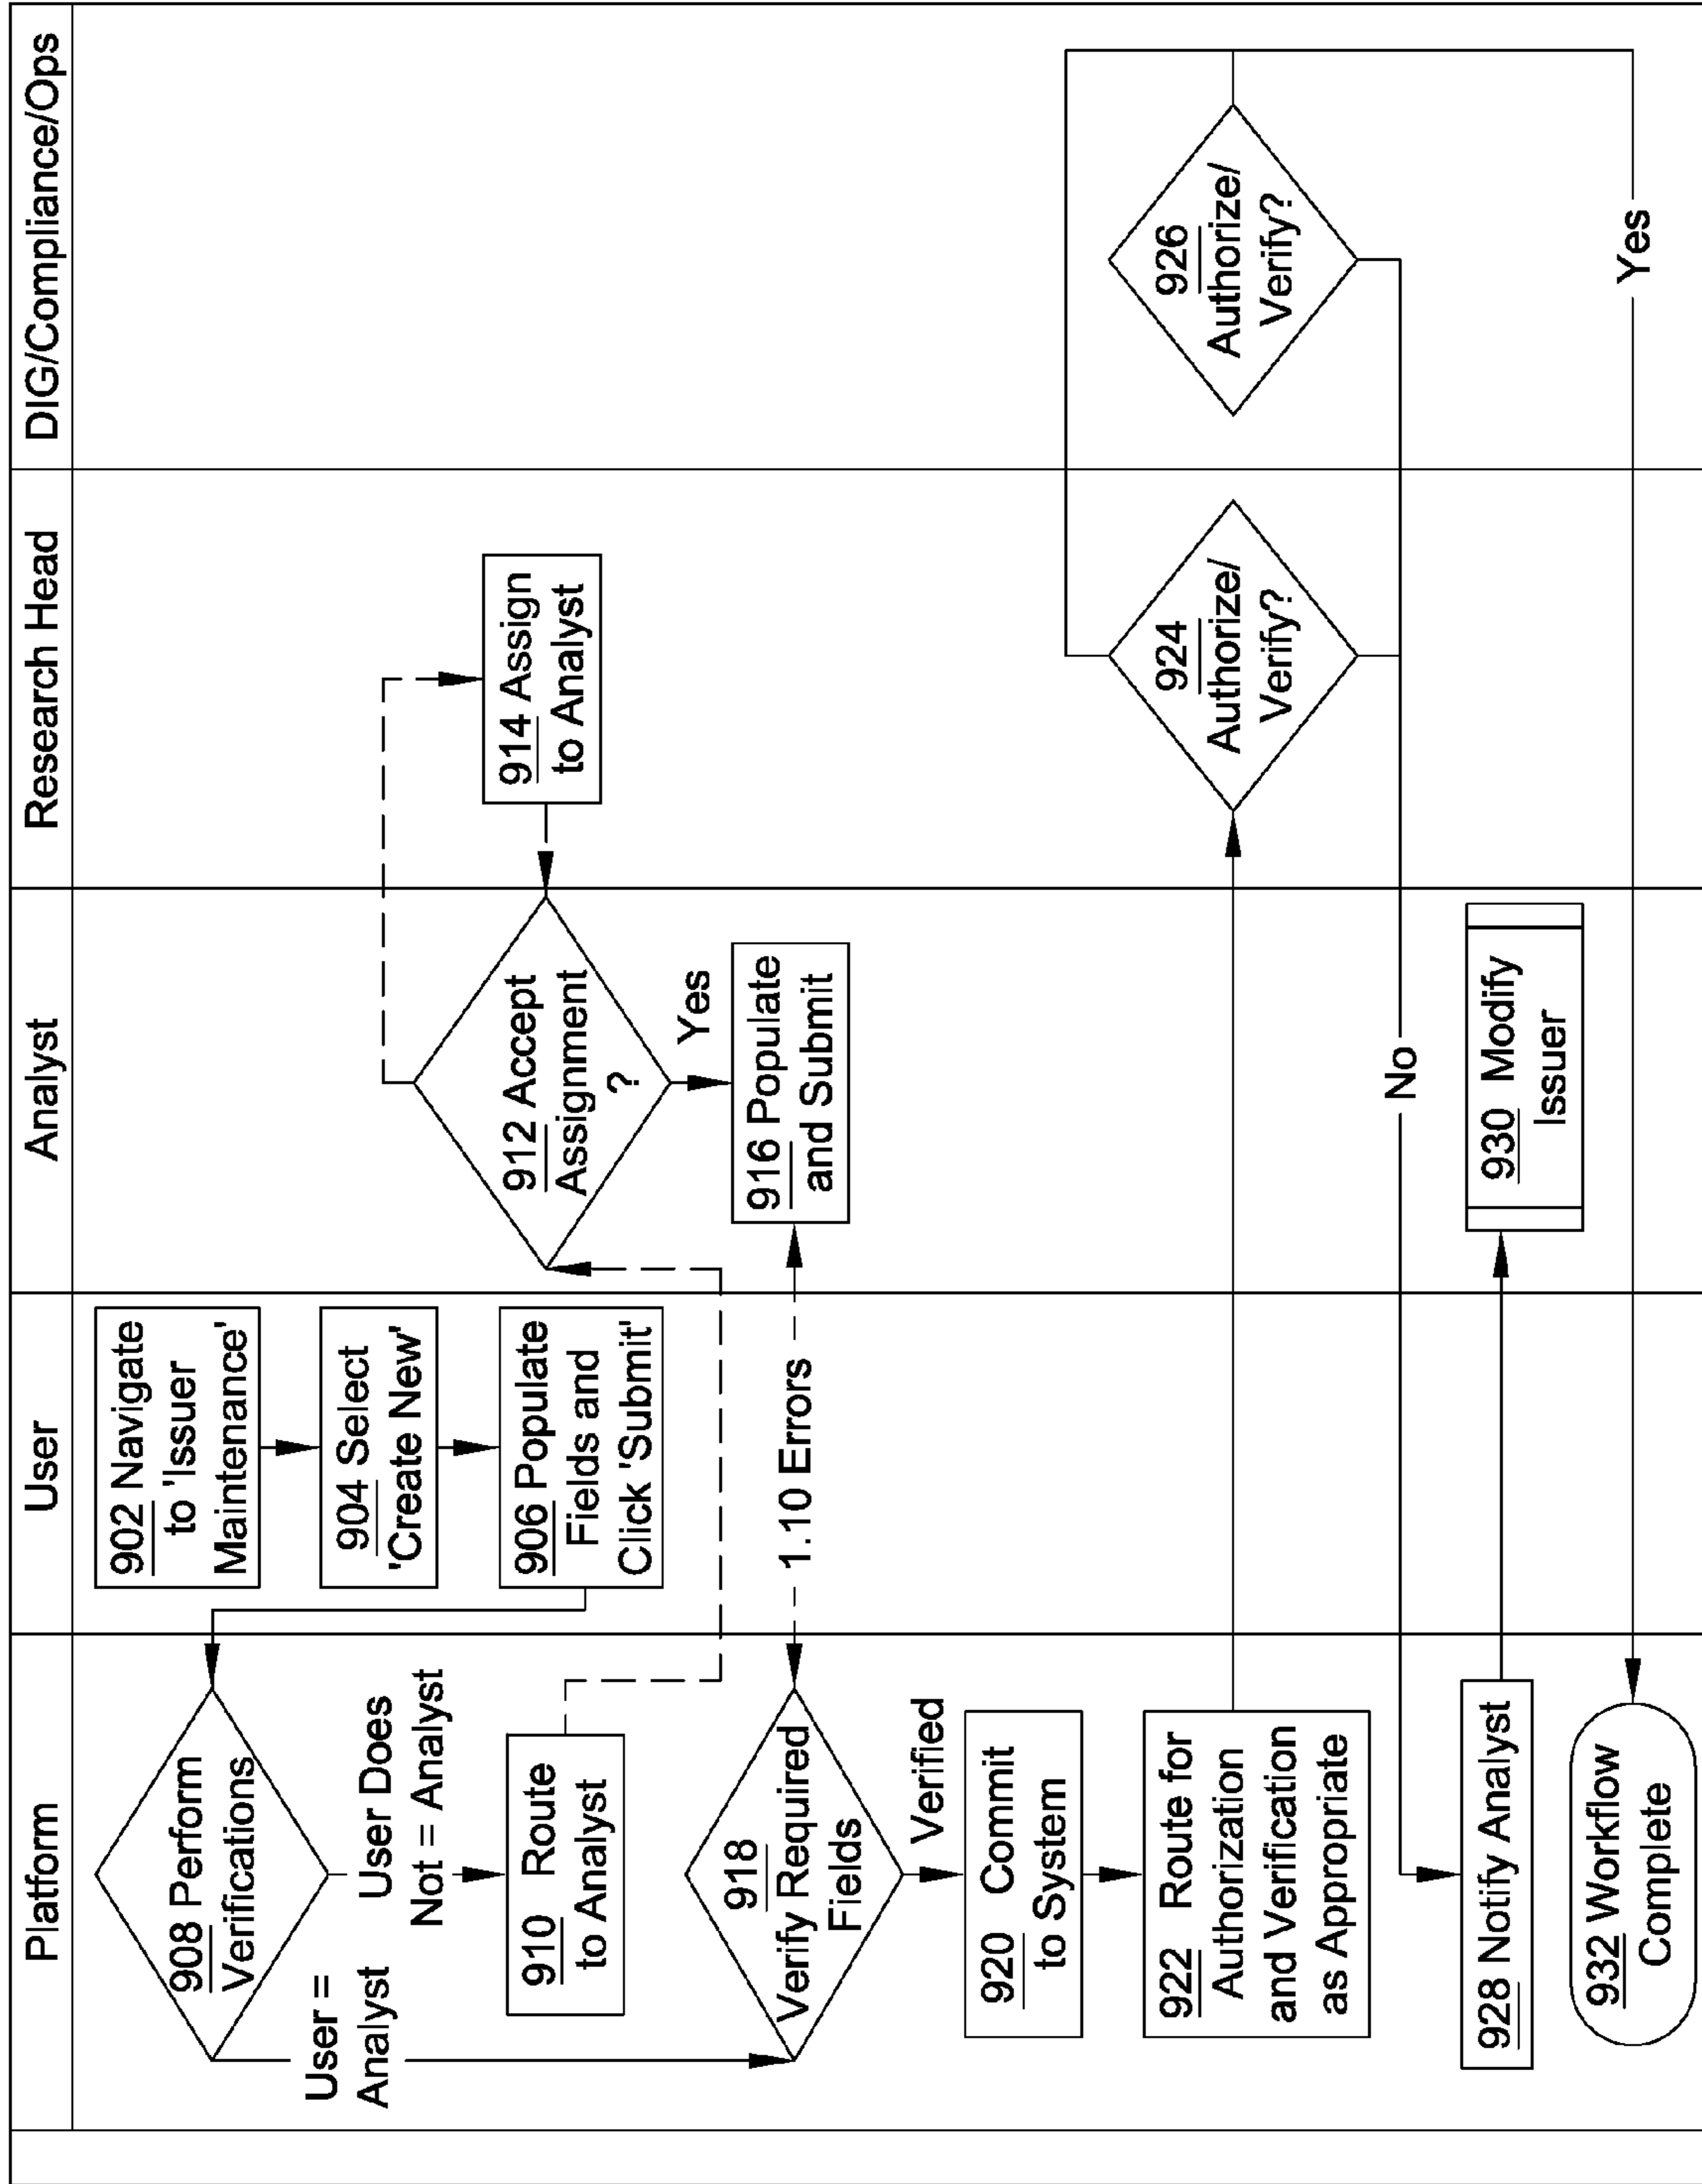 Platform
User
Analyst
Research Head
DIG/Compliance/Ops
902 Navigate
to 'Issuer
Maintenance'
904 Select
'Create New'
906 Populate
Fields and
Click 'Submit'
908 Perform
Verifications
User =
Analyst
User Does
Not = Analyst
910 Route
to Analyst
912 Accept
Assignment
?
914 Assign
to Analyst
Yes
916 Populate
and Submit
1.10 Errors
918
Verify Required
Fields
Verified
920 Commit
to System
922 Route for
Authorization
and Verification
as Appropriate
924
Authorize/
Verify?
926
Authorize/
Verify?
No
928 Notify Analyst
930 Modify
Issuer
Yes
932 Workflow
Complete